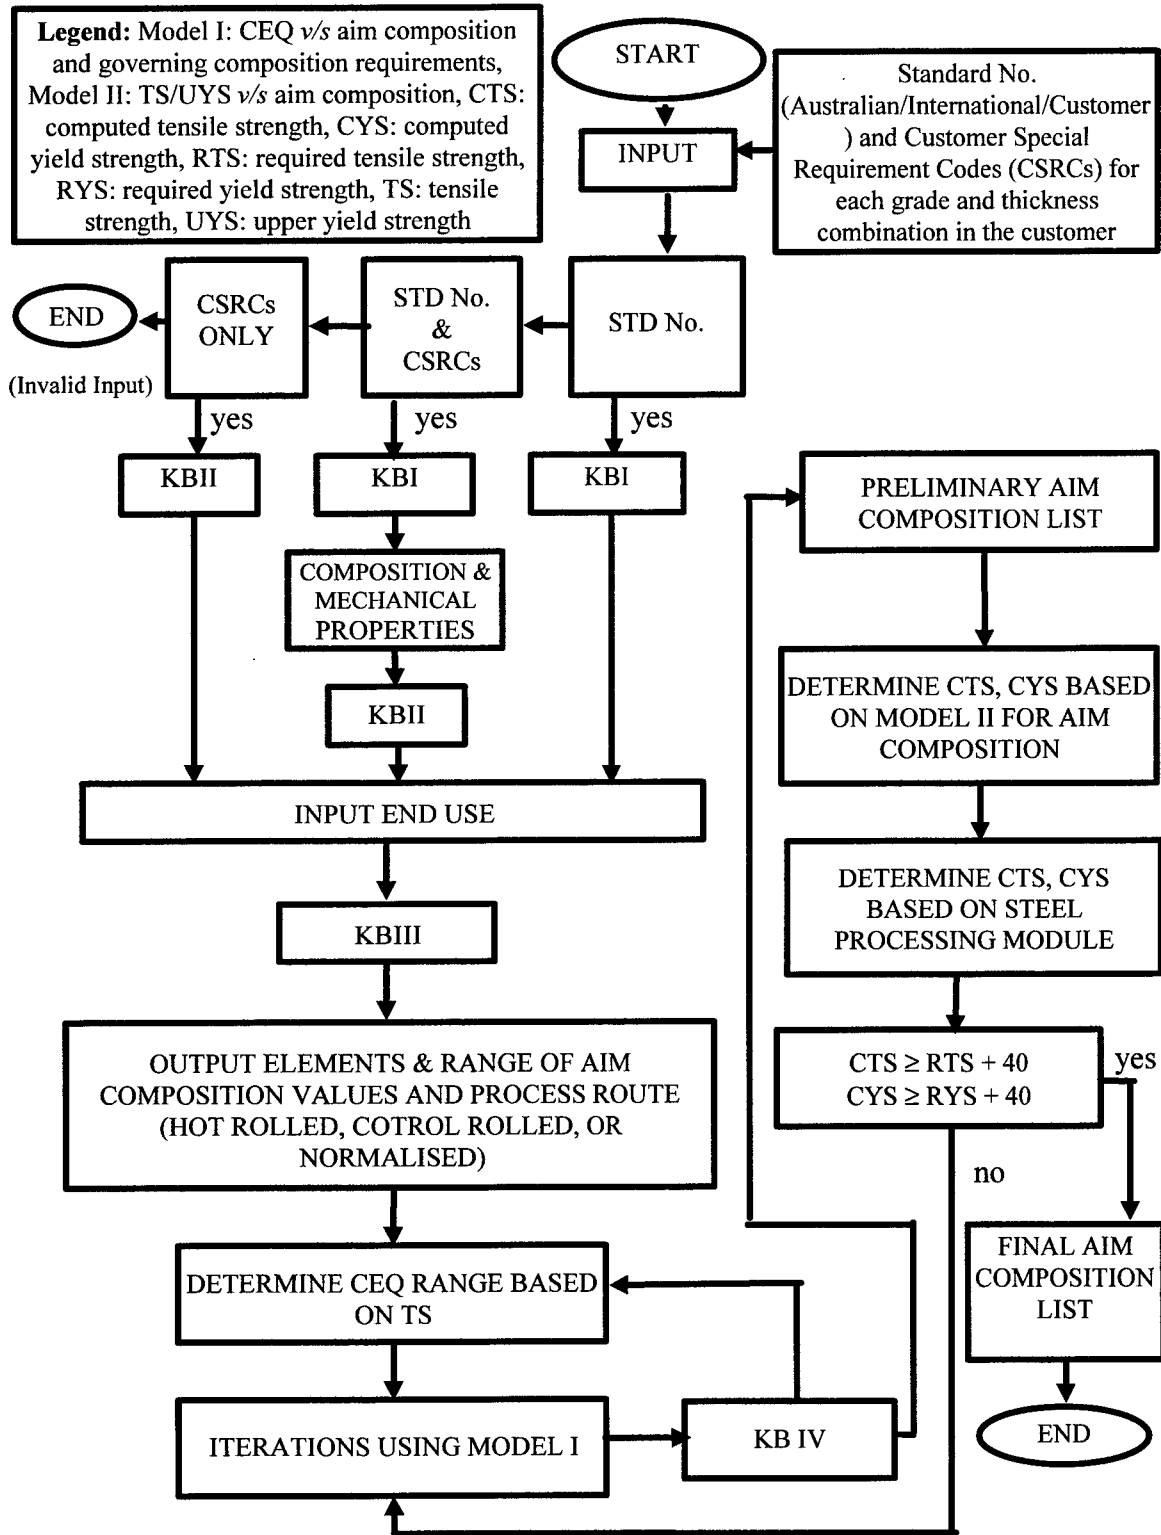 Legend: Model I: CEQ v/s aim composition
and governing composition requirements,
Model II: TS/UYS v/s aim composition, CTS:
computed tensile strength, CYS: computed
yield strength, RTS: required tensile strength,
RYS: required yield strength, TS: tensile
strength, UYS: upper yield strength
START
INPUT
Standard No.
(Australian/International/Customer
) and Customer Special
Requirement Codes (CSRCs) for
each grade and thickness
combination in the customer
END
(Invalid Input)
CSRCs
ONLY
STD No.
&
CSRCs
STD No.
yes
yes
yes
KBII
KBI
KBI
COMPOSITION &
MECHANICAL
PROPERTIES
KBII
INPUT END USE
KBIII
OUTPUT ELEMENTS & RANGE OF AIM
COMPOSITION VALUES AND PROCESS ROUTE
(HOT ROLLED, COTROL ROLLED, OR
NORMALISED)
DETERMINE CEQ RANGE BASED
ON TS
ITERATIONS USING MODEL I
KB IV
PRELIMINARY AIM
COMPOSITION LIST
DETERMINE CTS, CYS BASED
ON MODEL II FOR AIM
COMPOSITION
DETERMINE CTS, CYS
BASED ON STEEL
PROCESSING MODULE
CTS ≥ RTS + 40
CYS ≥ RYS + 40
yes
no
FINAL AIM
COMPOSITION
LIST
END